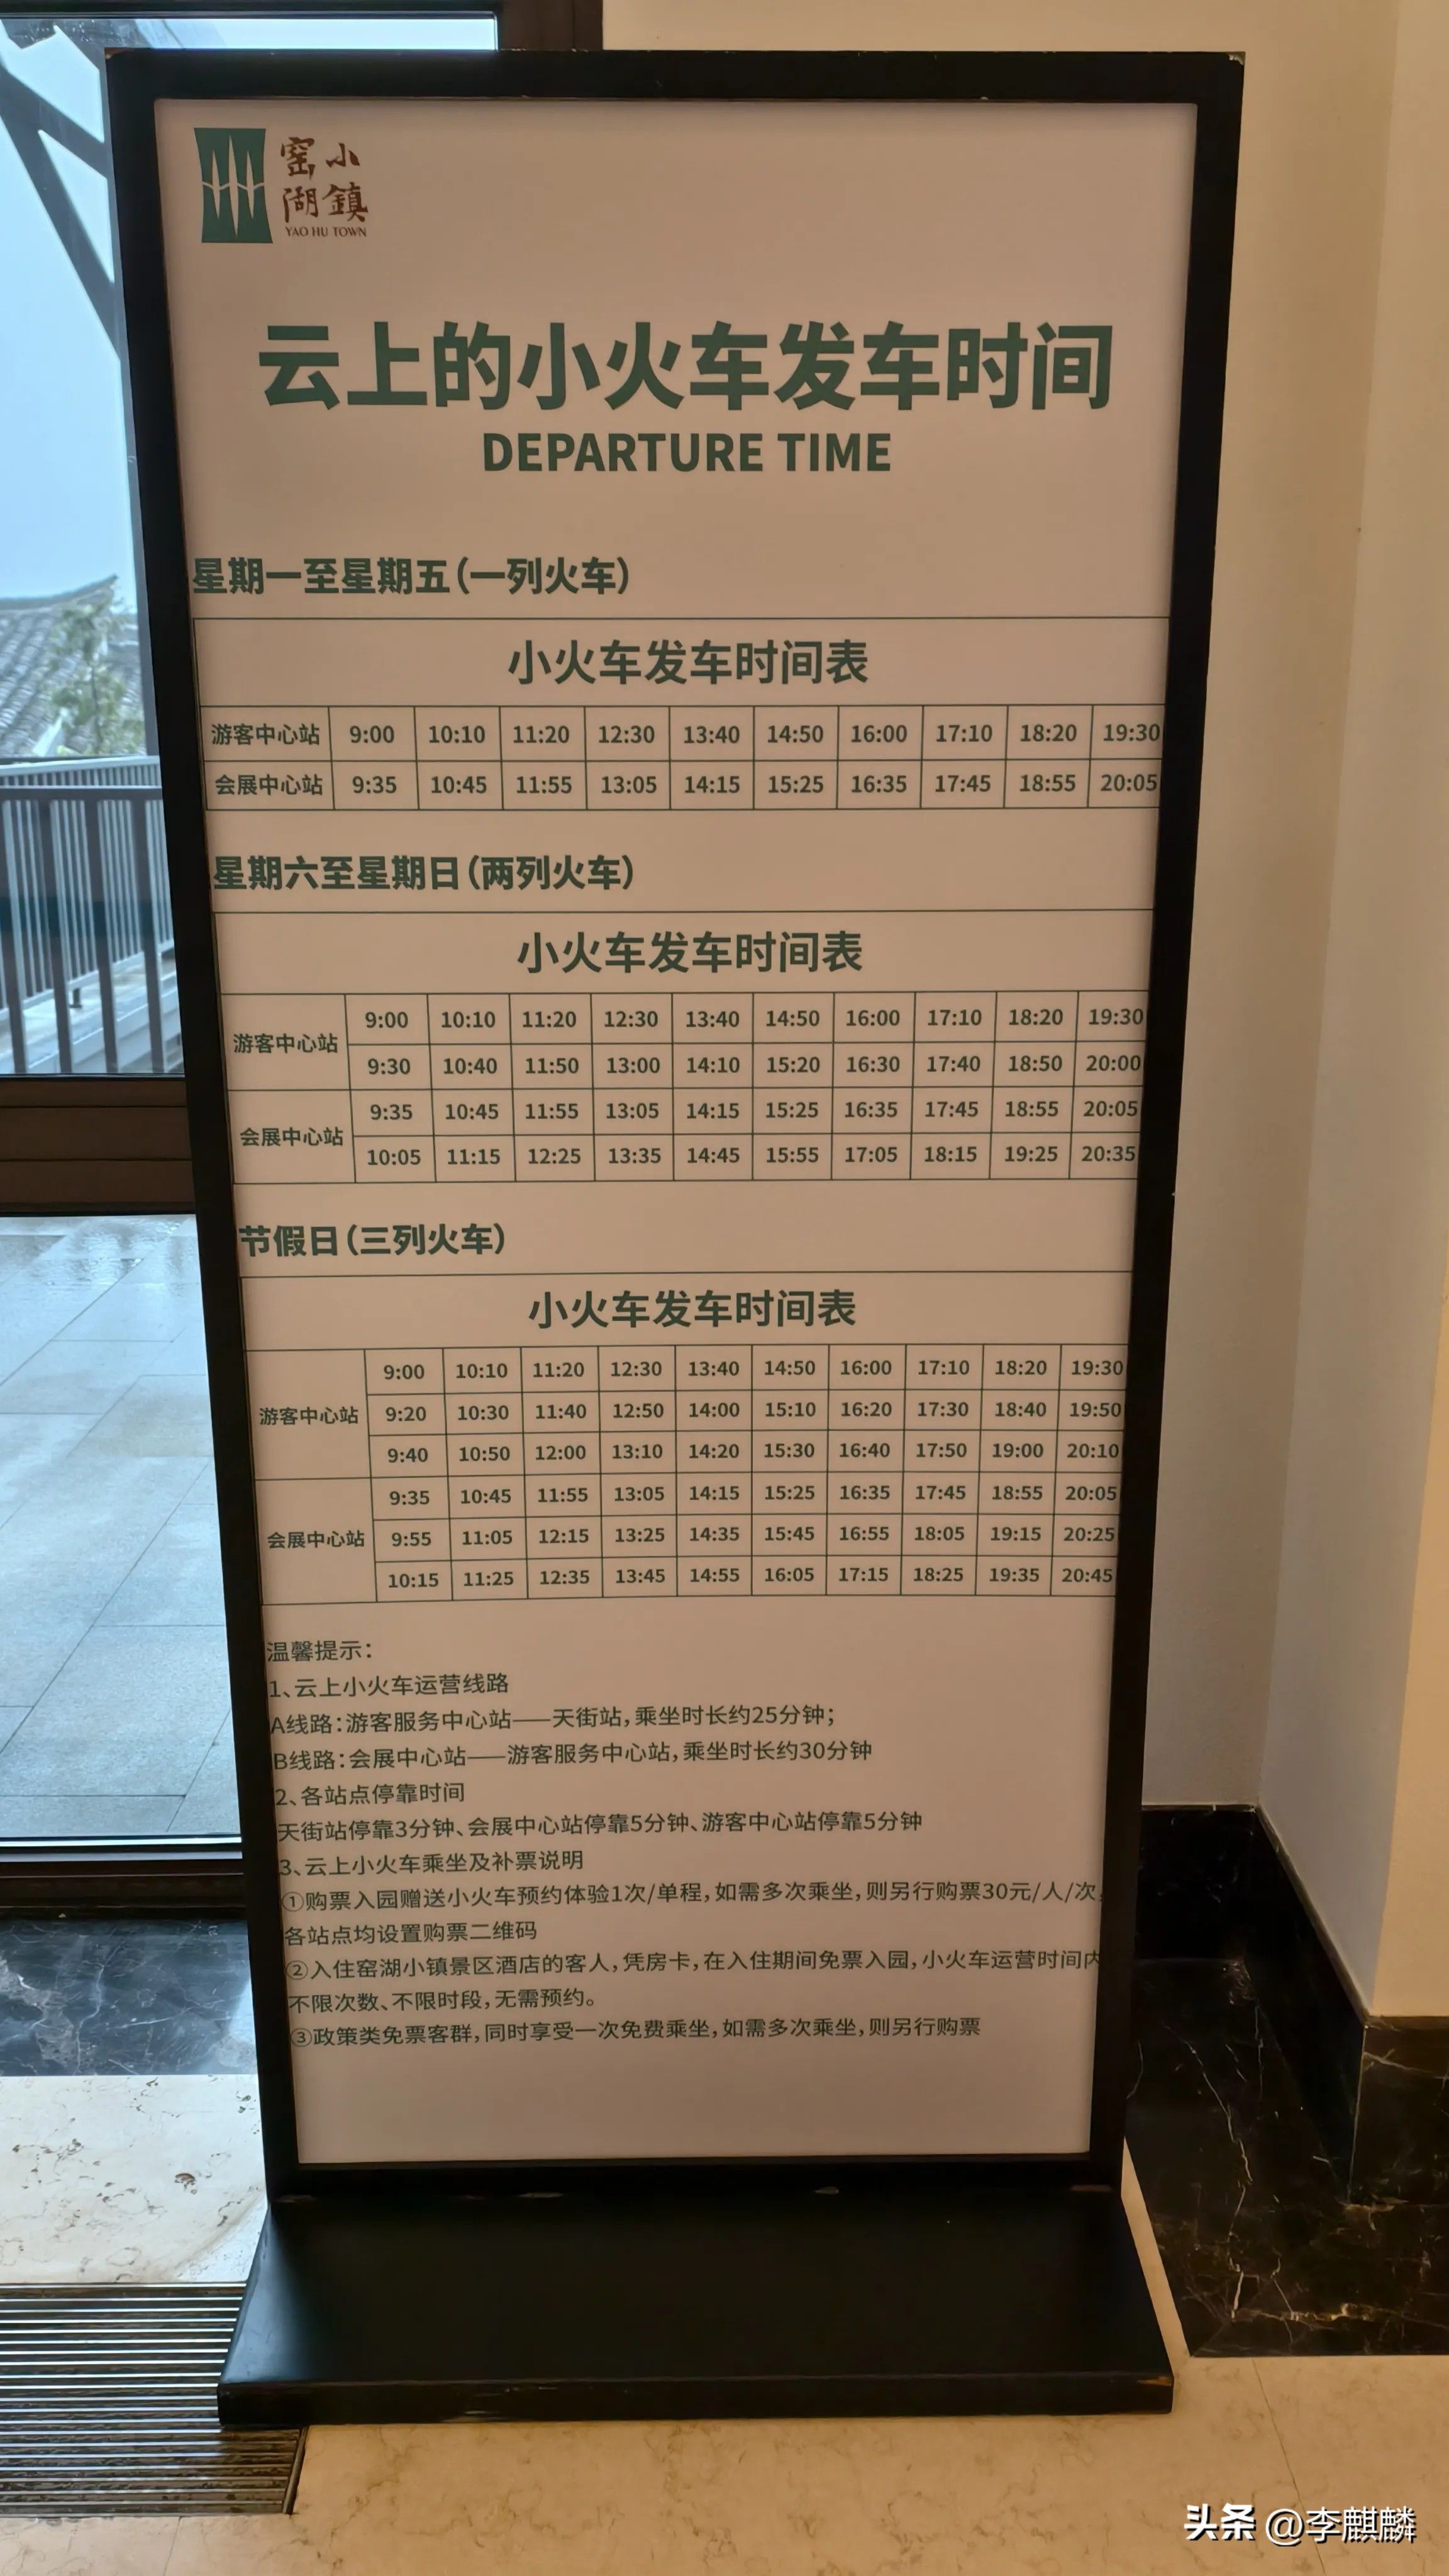 窑小
湖鎮
YAO HU TOWN
云上的小火车发车时间
DEPARTURE TIME
星期一至星期五(一列火车)
小火车发车时间表
游客中心站 9:00 10:10 11:20 12:30 13:40 14:50 16:00 17:10 18:20 19:30
会展中心站 9:35 10:45 11:55 13:05 14:15 15:25 16:35 17:45 18:55 20:05
星期六至星期日(两列火车)
小火车发车时间表
游客中心站 9:00 10:10 11:20 12:30 13:40 14:50 16:00 17:10 18:20 19:30
9:30 10:40 11:50 13:00 14:10 15:20 16:30 17:40 18:50 20:00
会展中心站 9:35 10:45 11:55 13:05 14:15 15:25 16:35 17:45 18:55 20:05
10:05 11:15 12:25 13:35 14:45 15:55 17:05 18:15 19:25 20:35
节假日(三列火车)
小火车发车时间表
游客中心站 9:00 10:10 11:20 12:30 13:40 14:50 16:00 17:10 18:20 19:30
9:20 10:30 11:40 12:50 14:00 15:10 16:20 17:30 18:40 19:50
9:40 10:50 12:00 13:10 14:20 15:30 16:40 17:50 19:00 20:10
会展中心站 9:35 10:45 11:55 13:05 14:15 15:25 16:35 17:45 18:55 20:05
9:55 11:05 12:15 13:25 14:35 15:45 16:55 18:05 19:15 20:25
10:15 11:25 12:35 13:45 14:55 16:05 17:15 18:25 19:35 20:45
温馨提示:
1、云上小火车运营线路
A线路:游客服务中心站——天街站,乘坐时长约25分钟;
B线路:会展中心站——游客服务中心站,乘坐时长约30分钟
2、各站点停靠时间
天街站停靠3分钟、会展中心站停靠5分钟、游客中心站停靠5分钟
3、云上小火车乘坐及补票说明
①购票入园赠送小火车预约体验1次/单程,如需多次乘坐,则另行购票30元/人/次,
各站点均设置购票二维码
②入住窑湖小镇景区酒店的客人,凭房卡,在入住期间免票入园,小火车运营时间内
不限次数、不限时段,无需预约。
③政策类免票客群,同时享受一次免费乘坐,如需多次乘坐,则另行购票
头条 @李麒麟